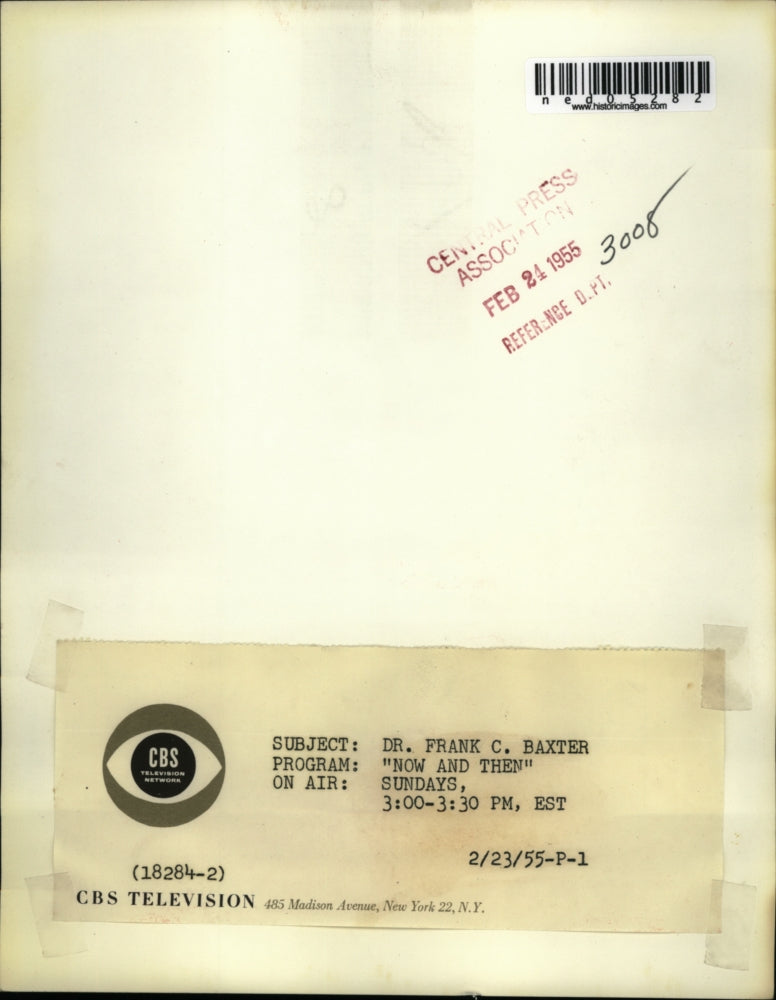 ned05282
www.historicimages.com
CENTRAL PRESS
ASSOCIATION
FEB 24 1955
REFERENCE DEPT.
3008
CBS
TELEVISION
NETWORK
SUBJECT: DR. FRANK C. BAXTER
PROGRAM: "NOW AND THEN"
ON AIR: SUNDAYS,
3:00-3:30 PM, EST
2/23/55-P-1
(18284-2)
CBS TELEVISION 485 Madison Avenue, New York 22, N.Y.